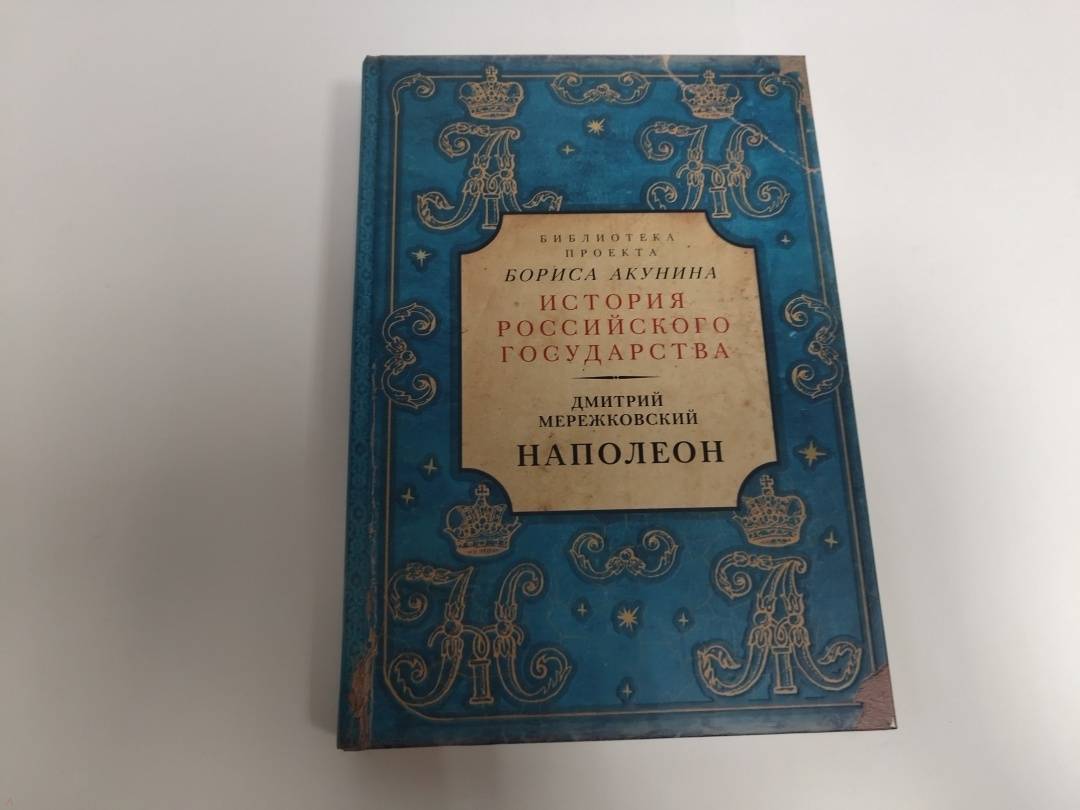 БИБЛИОТЕКА
ПРОЕКТА
БОРИСА АКУНИНА
ИСТОРИЯ
РОССИЙСКОГО
ГОСУДАРСТВА
ДМИТРИЙ
МЕРЕЖКОВСКИЙ
НАПОЛЕОН